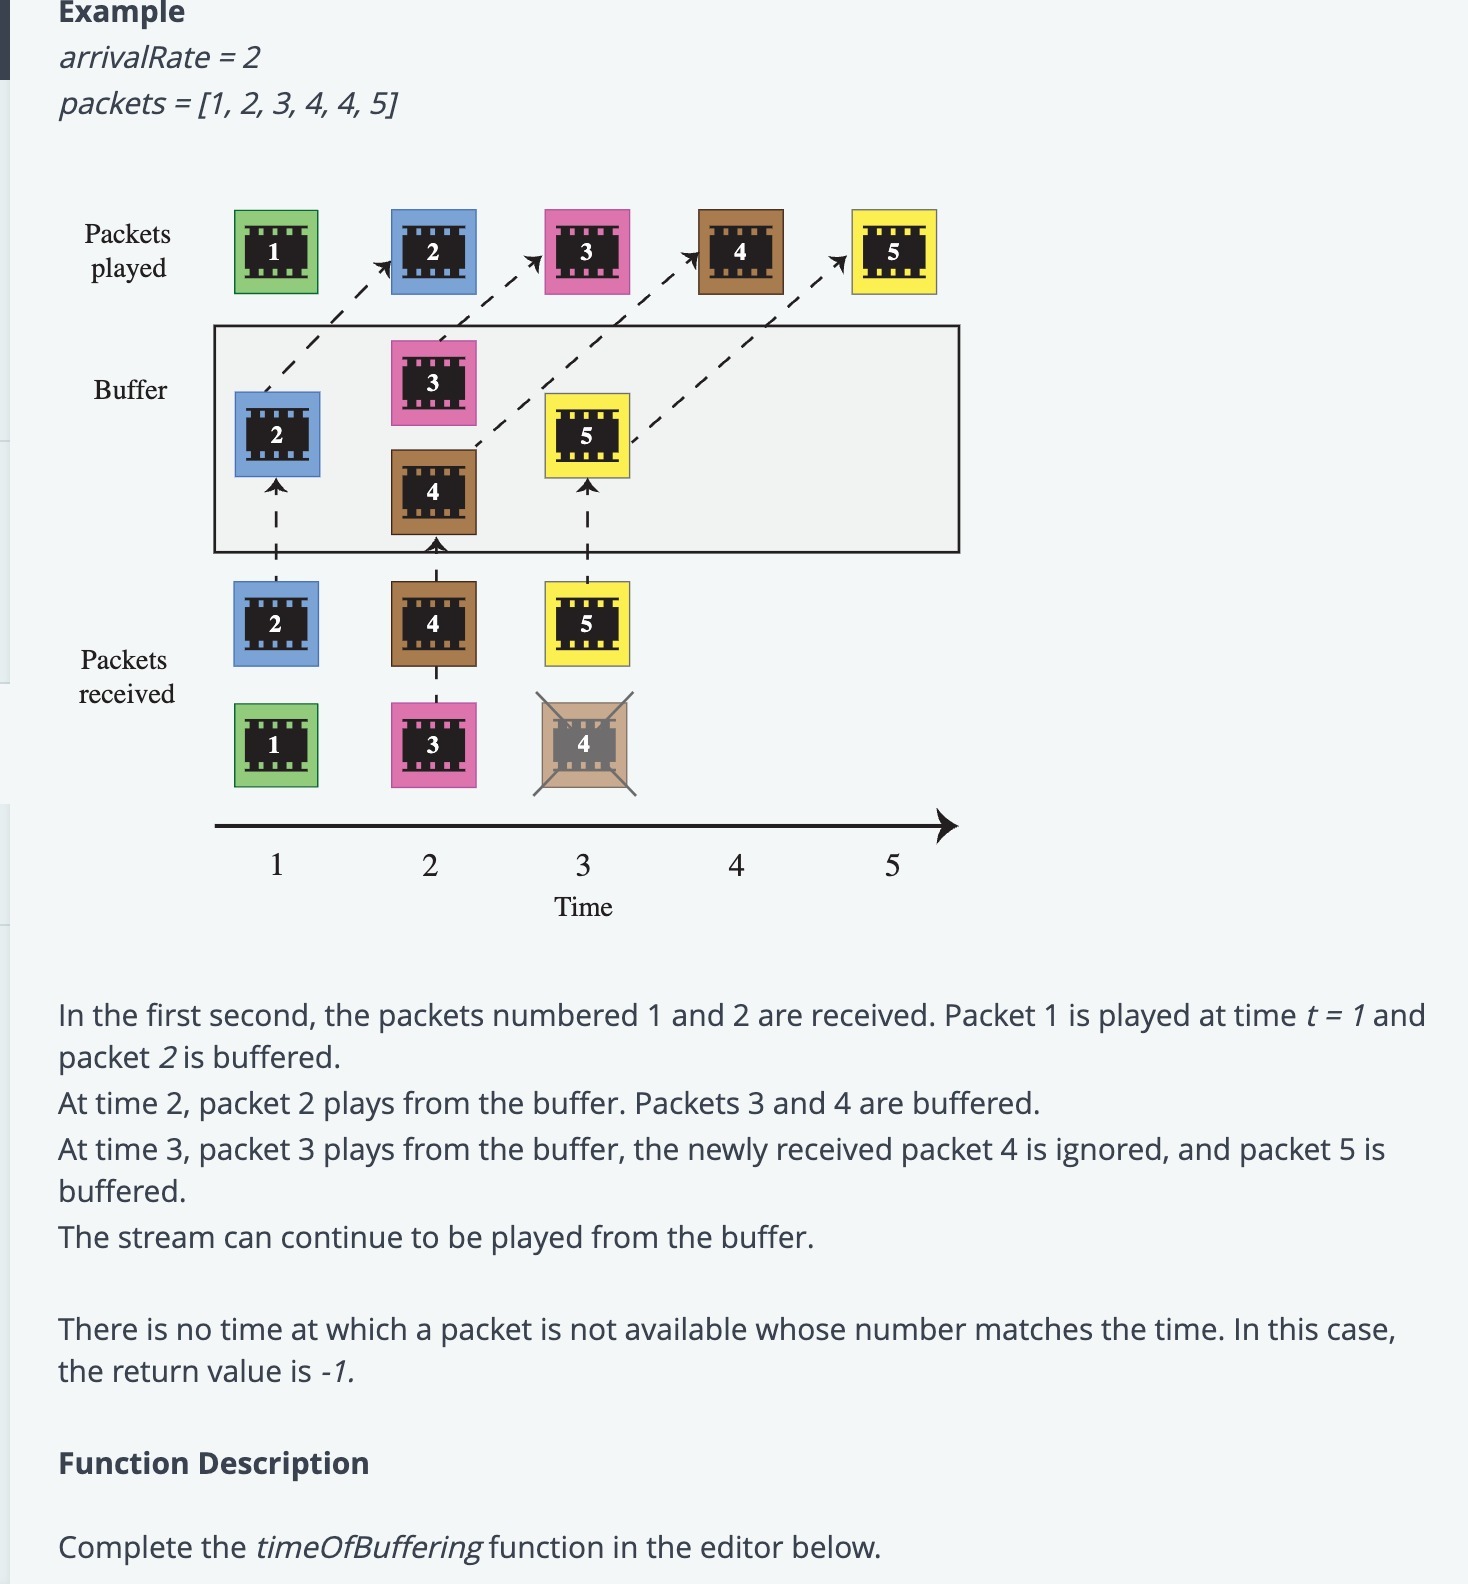 Example
arrivalRate = 2
packets = [1, 2, 3, 4, 4, 5]
Packets
played
1 2 3 4 5
Buffer
3
2 5
4
2 4 5
Packets
received
1 3 4
1 2 3 4 5
Time
In the first second, the packets numbered 1 and 2 are received. Packet 1 is played at time t = 1 and
packet 2 is buffered.
At time 2, packet 2 plays from the buffer. Packets 3 and 4 are buffered.
At time 3, packet 3 plays from the buffer, the newly received packet 4 is ignored, and packet 5 is
buffered.
The stream can continue to be played from the buffer.
There is no time at which a packet is not available whose number matches the time. In this case,
the return value is -1.
Function Description
Complete the timeOfBuffering function in the editor below.